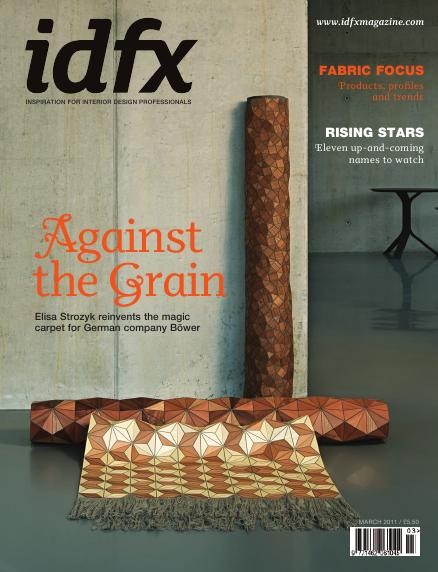 idfx
INSPIRATION FOR INTERIOR DESIGN PROFESSIONALS
www.idfxmagazine.com
FABRIC FOCUS
Products, profiles
and trends
RISING STARS
Eleven up-and-coming
names to watch
Against
the Grain
Elisa Strozyk reinvents the magic
carpet for German company Böwer
MARCH 2011 / £5.50
03>